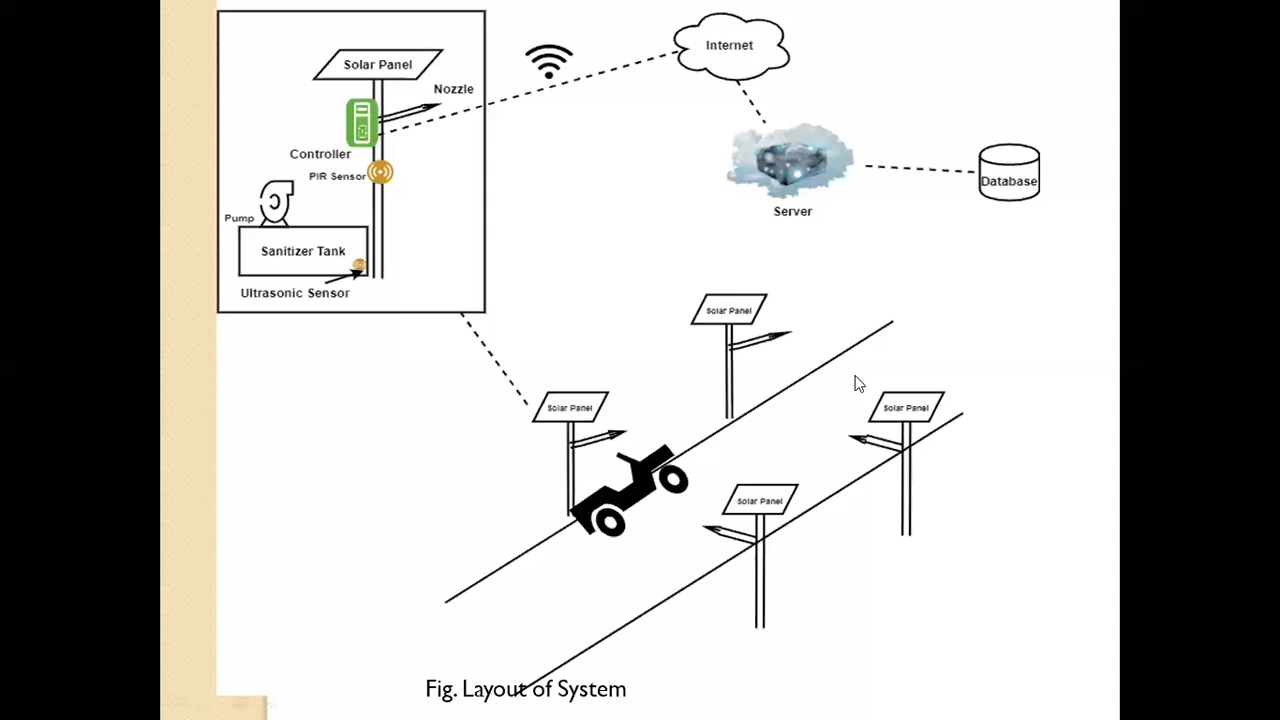 Solar Panel
Nozzle
Controller
PIR Sensor
Pump
Sanitizer Tank
Ultrasonic Sensor
Internet
Server
Database
Solar Panel
Solar Panel
Solar Panel
Solar Panel
Fig. Layout of System